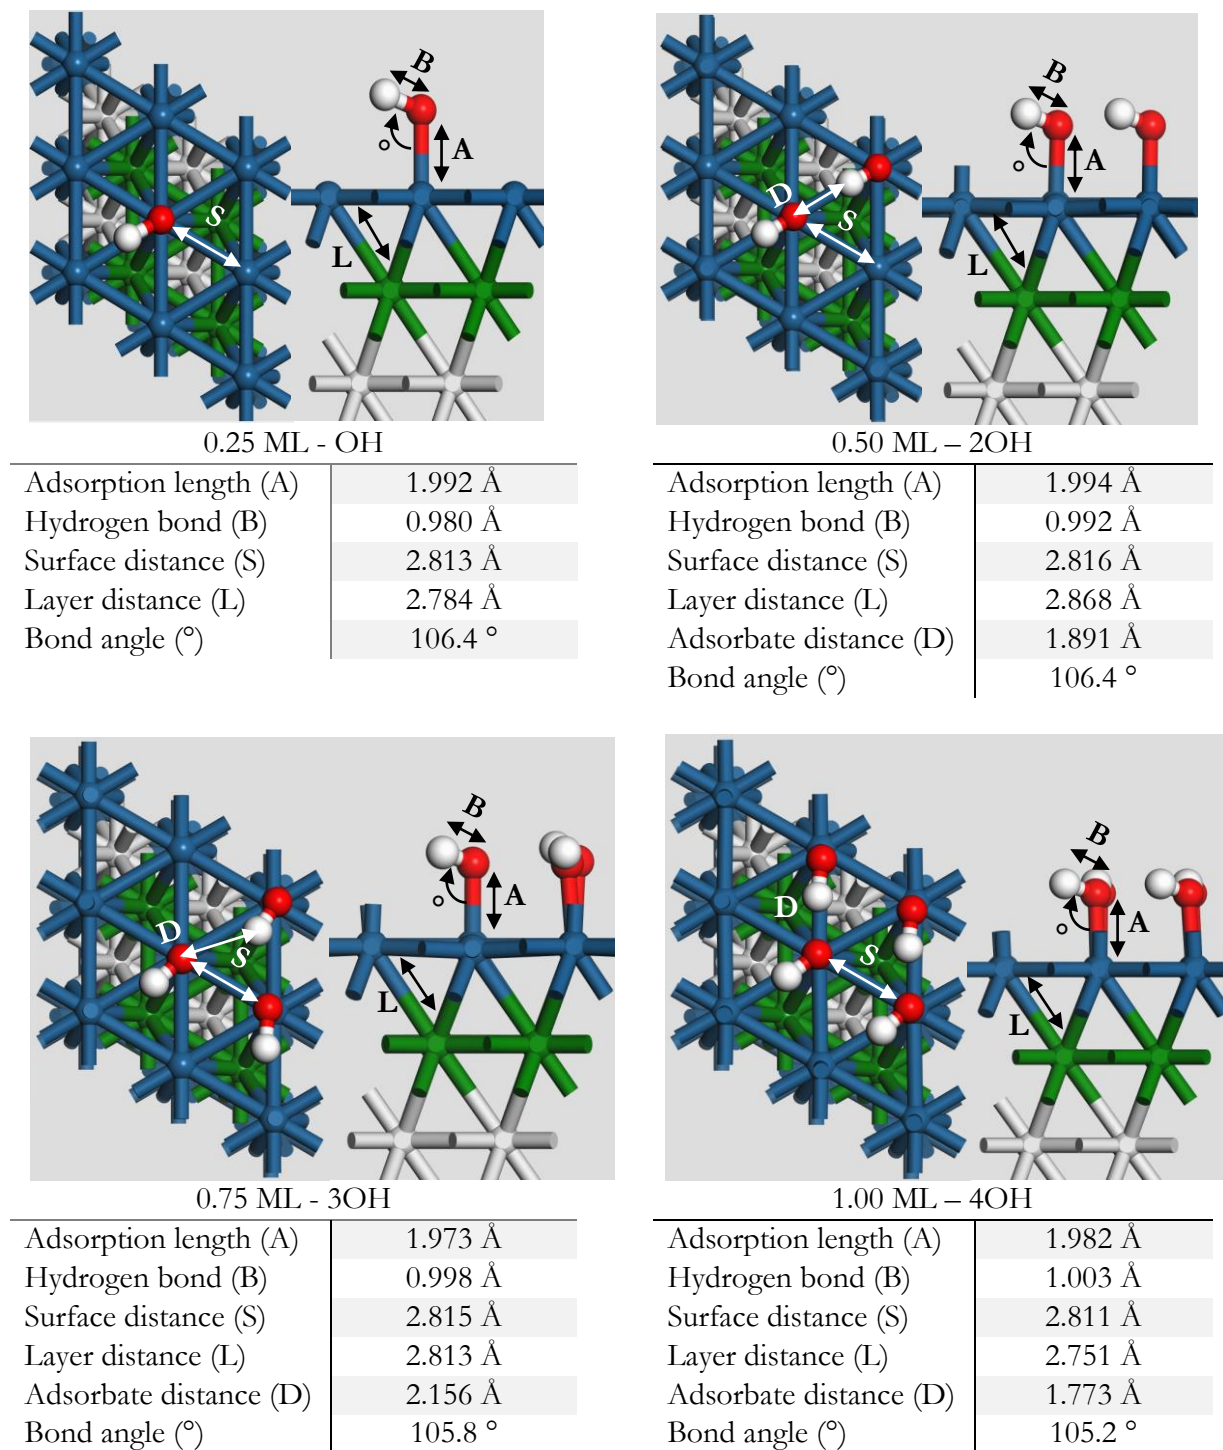 B
A
°
S
L
0.25 ML - OH
Adsorption length (A) 1.992 Å
Hydrogen bond (B) 0.980 Å
Surface distance (S) 2.813 Å
Layer distance (L) 2.784 Å
Bond angle (°) 106.4 °
B
A
°
D
S
L
0.50 ML – 2OH
Adsorption length (A) 1.994 Å
Hydrogen bond (B) 0.992 Å
Surface distance (S) 2.816 Å
Layer distance (L) 2.868 Å
Adsorbate distance (D) 1.891 Å
Bond angle (°) 106.4 °
B
A
°
D
S
L
0.75 ML - 3OH
Adsorption length (A) 1.973 Å
Hydrogen bond (B) 0.998 Å
Surface distance (S) 2.815 Å
Layer distance (L) 2.813 Å
Adsorbate distance (D) 2.156 Å
Bond angle (°) 105.8 °
B
A
°
D
S
L
1.00 ML – 4OH
Adsorption length (A) 1.982 Å
Hydrogen bond (B) 1.003 Å
Surface distance (S) 2.811 Å
Layer distance (L) 2.751 Å
Adsorbate distance (D) 1.773 Å
Bond angle (°) 105.2 °